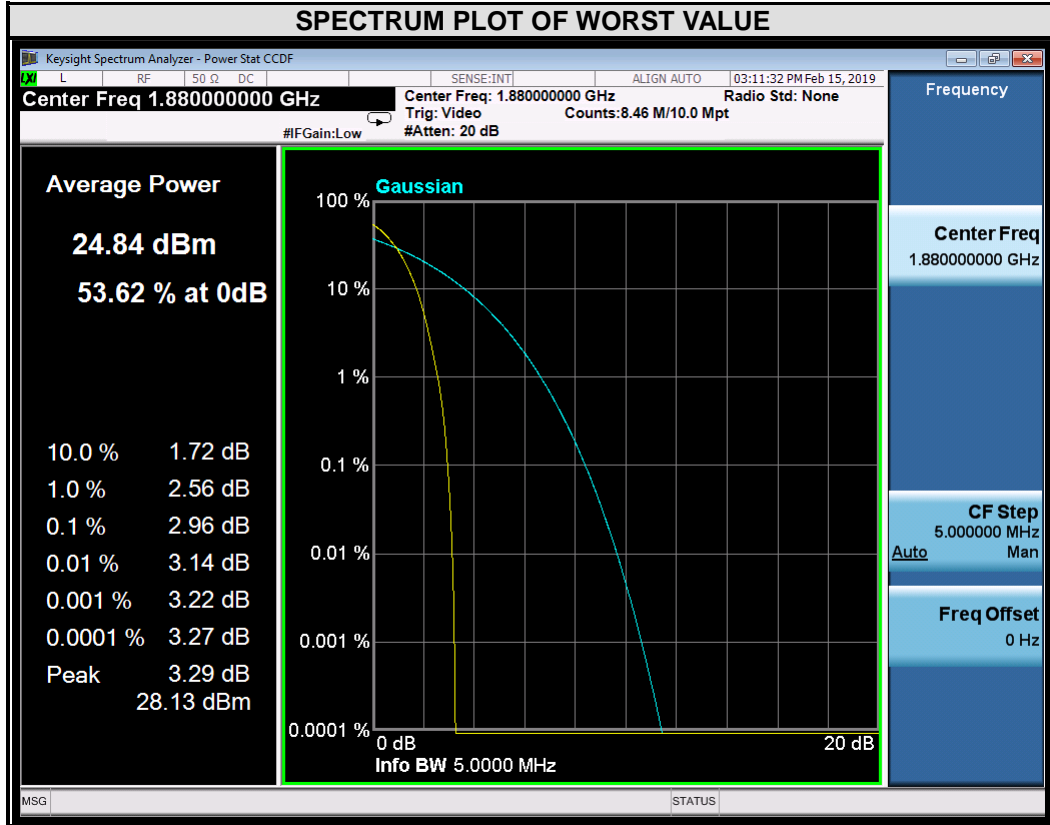 SPECTRUM PLOT OF WORST VALUE
Keysight Spectrum Analyzer - Power Stat CCDF
LXI L RF 50 Ω DC SENSE:INT ALIGN AUTO 03:11:32 PM Feb 15, 2019
Center Freq 1.880000000 GHz
Center Freq: 1.880000000 GHz Radio Std: None
Trig: Video Counts:8.46 M/10.0 Mpt
#IFGain:Low #Atten: 20 dB
Average Power
24.84 dBm
53.62 % at 0dB
10.0 % 1.72 dB
1.0 % 2.56 dB
0.1 % 2.96 dB
0.01 % 3.14 dB
0.001 % 3.22 dB
0.0001 % 3.27 dB
Peak 3.29 dB
28.13 dBm
Gaussian
100 %
10 %
1 %
0.1 %
0.01 %
0.001 %
0.0001 %
0 dB 20 dB
Info BW 5.0000 MHz
Frequency
Center Freq
1.880000000 GHz
CF Step
5.000000 MHz
Auto Man
Freq Offset
0 Hz
MSG STATUS